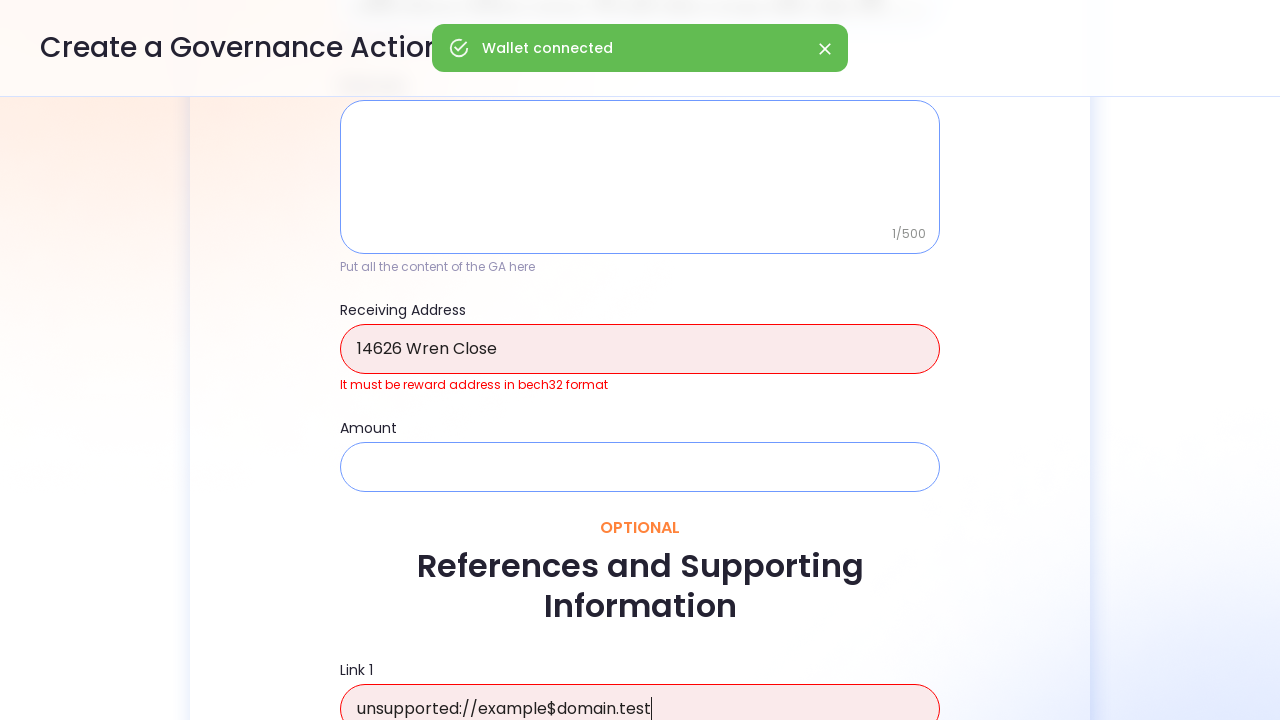 Create a Governance Action
Wallet connected
1/500
Put all the content of the GA here
Receiving Address
14626 Wren Close
It must be reward address in bech32 format
Amount
OPTIONAL
References and Supporting
Information
Link 1
unsupported://example$domain.test